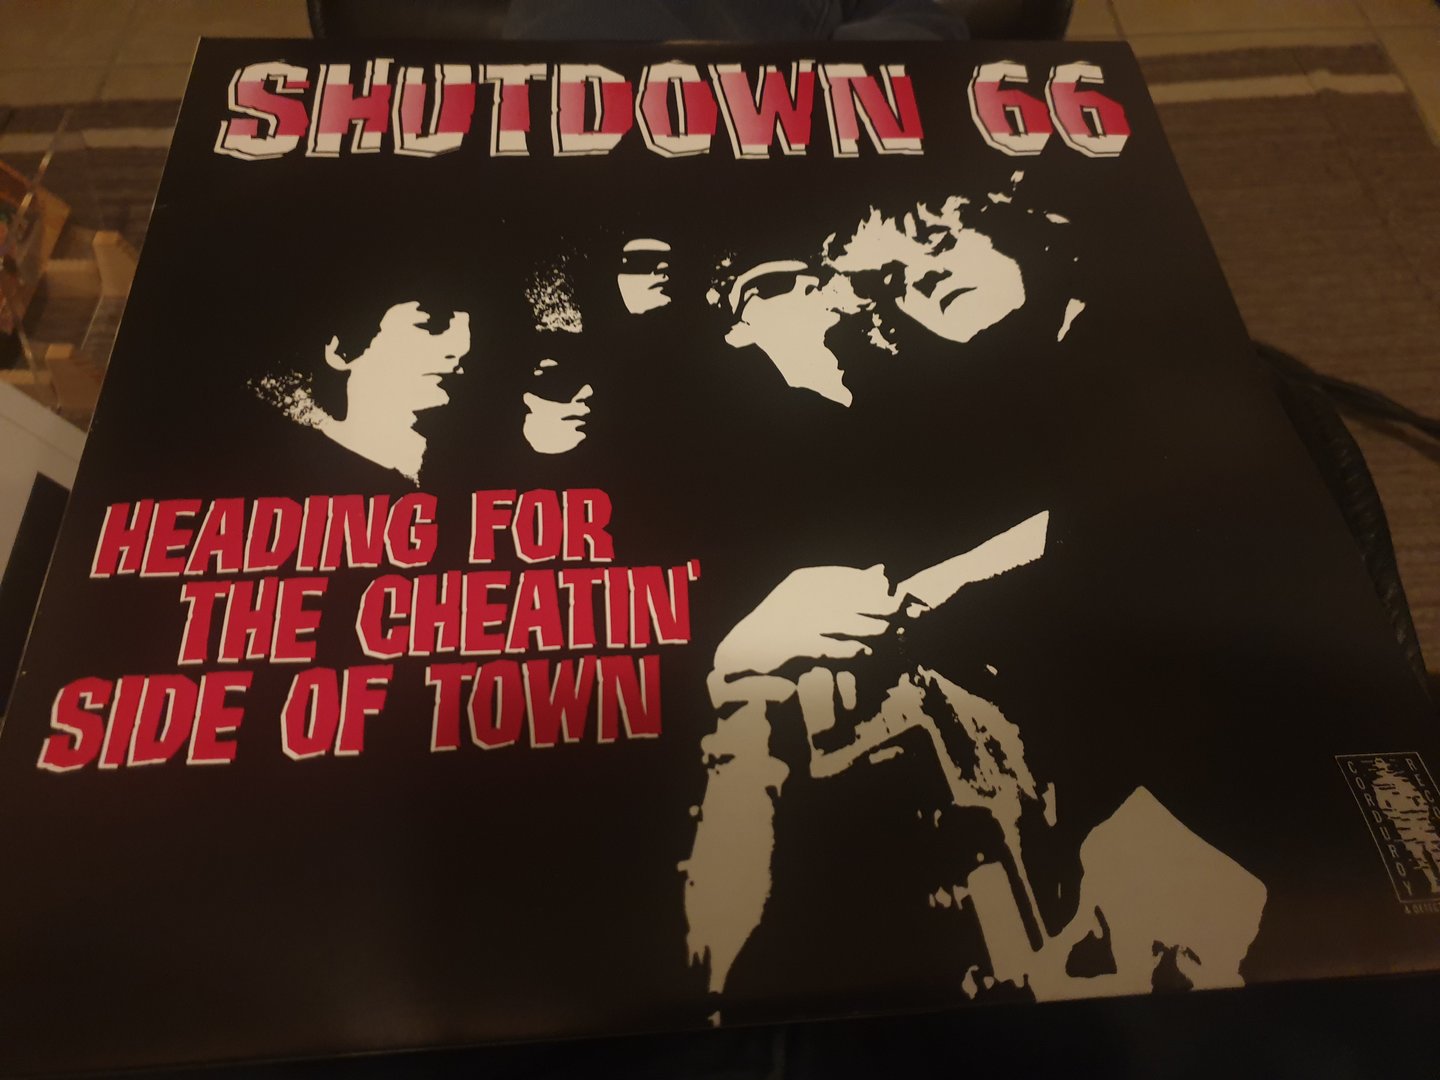 SHUTDOWN 66
HEADING FOR
THE CHEATIN'
SIDE OF TOWN
CORDUROY